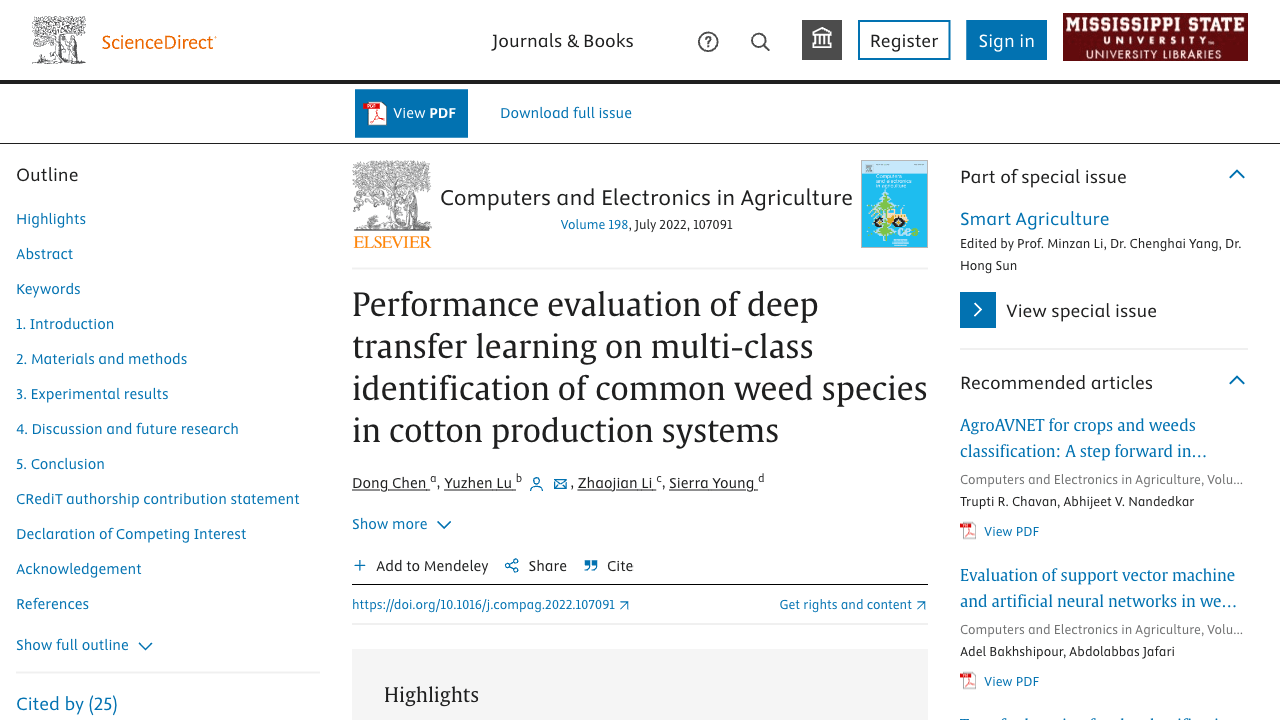 ScienceDirect
Journals & Books
Register
Sign in
MISSISSIPPI STATE
UNIVERSITY™
UNIVERSITY LIBRARIES
View PDF
Download full issue
Outline
Highlights
Abstract
Keywords
1. Introduction
2. Materials and methods
3. Experimental results
4. Discussion and future research
5. Conclusion
CRediT authorship contribution statement
Declaration of Competing Interest
Acknowledgement
References
Show full outline
Cited by (25)
ELSEVIER
Computers and Electronics in Agriculture
Volume 198, July 2022, 107091
Computers
and electronics
in agriculture
Performance evaluation of deep
transfer learning on multi-class
identification of common weed species
in cotton production systems
Dong Chen a, Yuzhen Lu b, Zhaojian Li c, Sierra Young d
Show more
Add to Mendeley Share Cite
https://doi.org/10.1016/j.compag.2022.107091
Get rights and content
Highlights
Part of special issue
Smart Agriculture
Edited by Prof. Minzan Li, Dr. Chenghai Yang, Dr.
Hong Sun
View special issue
Recommended articles
AgroAVNET for crops and weeds
classification: A step forward in…
Computers and Electronics in Agriculture, Volu…
Trupti R. Chavan, Abhijeet V. Nandedkar
View PDF
Evaluation of support vector machine
and artificial neural networks in we…
Computers and Electronics in Agriculture, Volu…
Adel Bakhshipour, Abdolabbas Jafari
View PDF